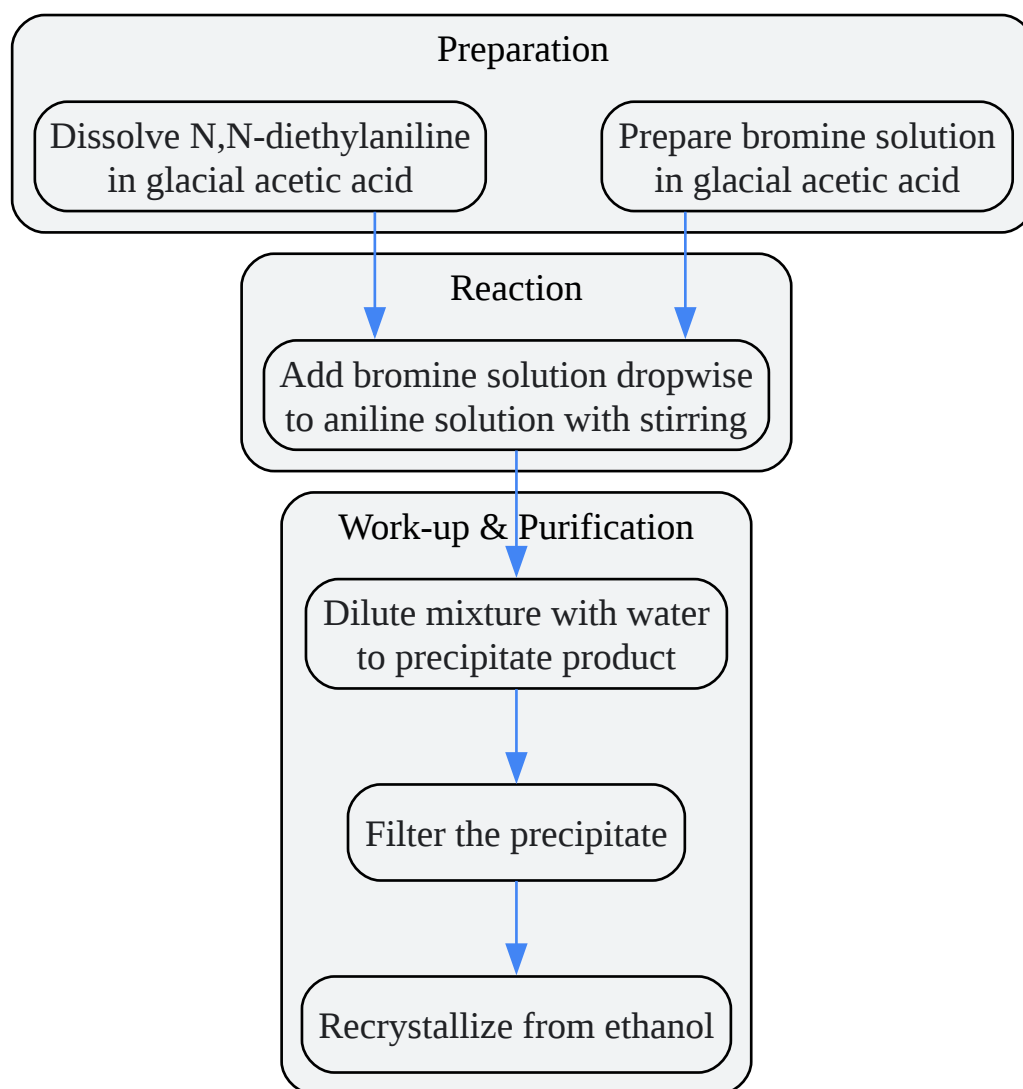 Preparation
Dissolve N,N-diethylaniline
in glacial acetic acid
Prepare bromine solution
in glacial acetic acid
Reaction
Add bromine solution dropwise
to aniline solution with stirring
Work-up & Purification
Dilute mixture with water
to precipitate product
Filter the precipitate
Recrystallize from ethanol